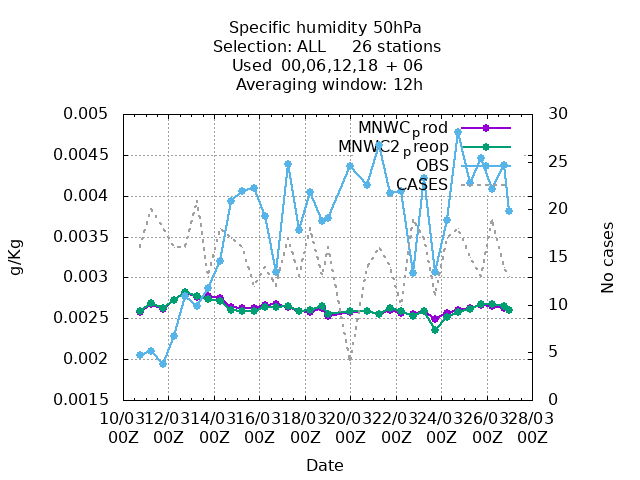 Specific humidity 50hPa
Selection: ALL 26 stations
Used 00,06,12,18 + 06
Averaging window: 12h
MNWC_prod
MNWC2_preop
OBS
CASES
0.005
0.0045
0.004
0.0035
0.003
0.0025
0.002
0.0015
g/Kg
30
25
20
15
10
5
0
No cases
10/03 12/03 14/03 16/03 18/03 20/03 22/03 24/03 26/03 28/03
00Z 00Z 00Z 00Z 00Z 00Z 00Z 00Z 00Z 00Z
Date